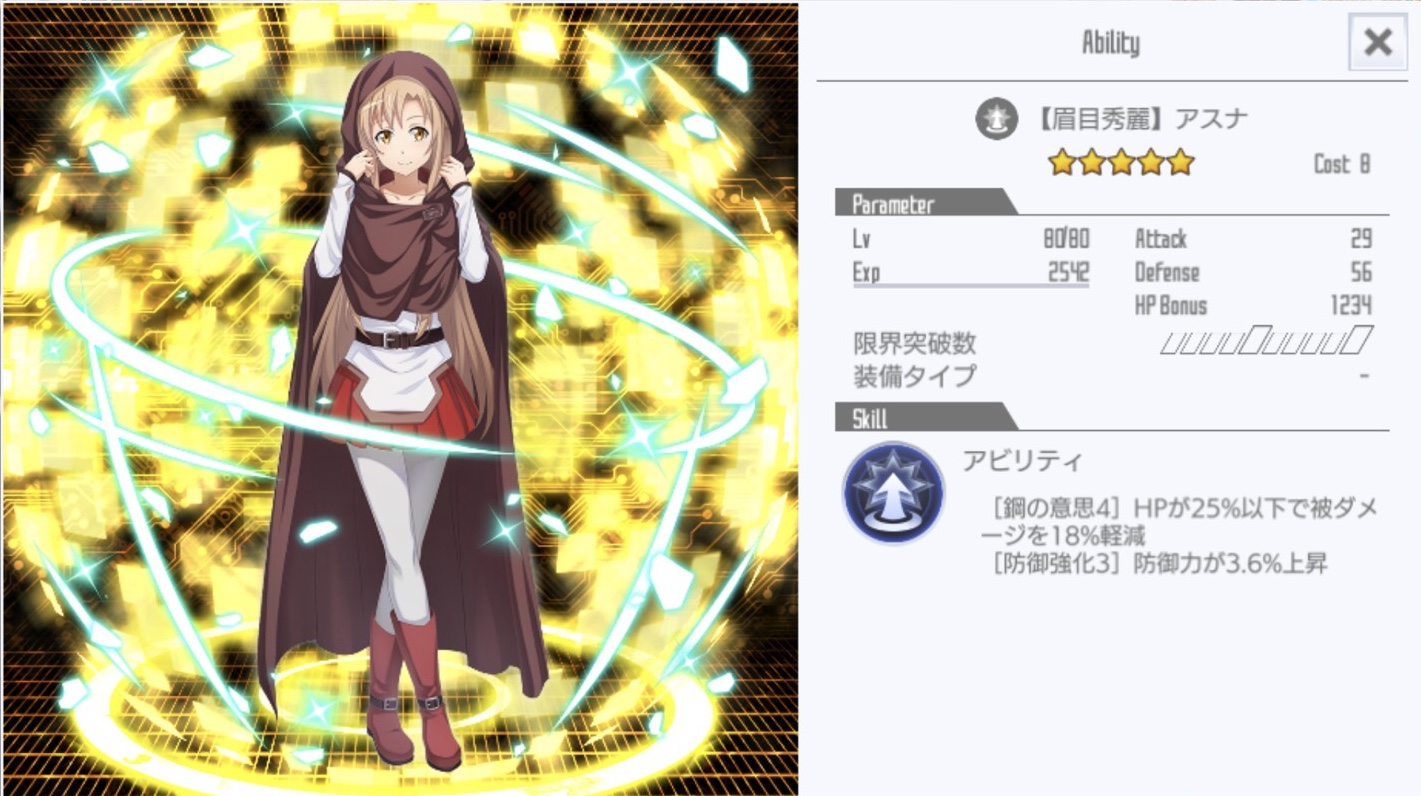 Ability
【眉目秀麗】アスナ
Cost 8
Parameter
Lv 80/80
Attack 29
Exp 2542
Defense 56
HP Bonus 1234
限界突破数
装備タイプ -
Skill
アビリティ
［鋼の意思4］HPが25%以下で被ダメ
ージを18%軽減
［防御強化3］防御力が3.6%上昇